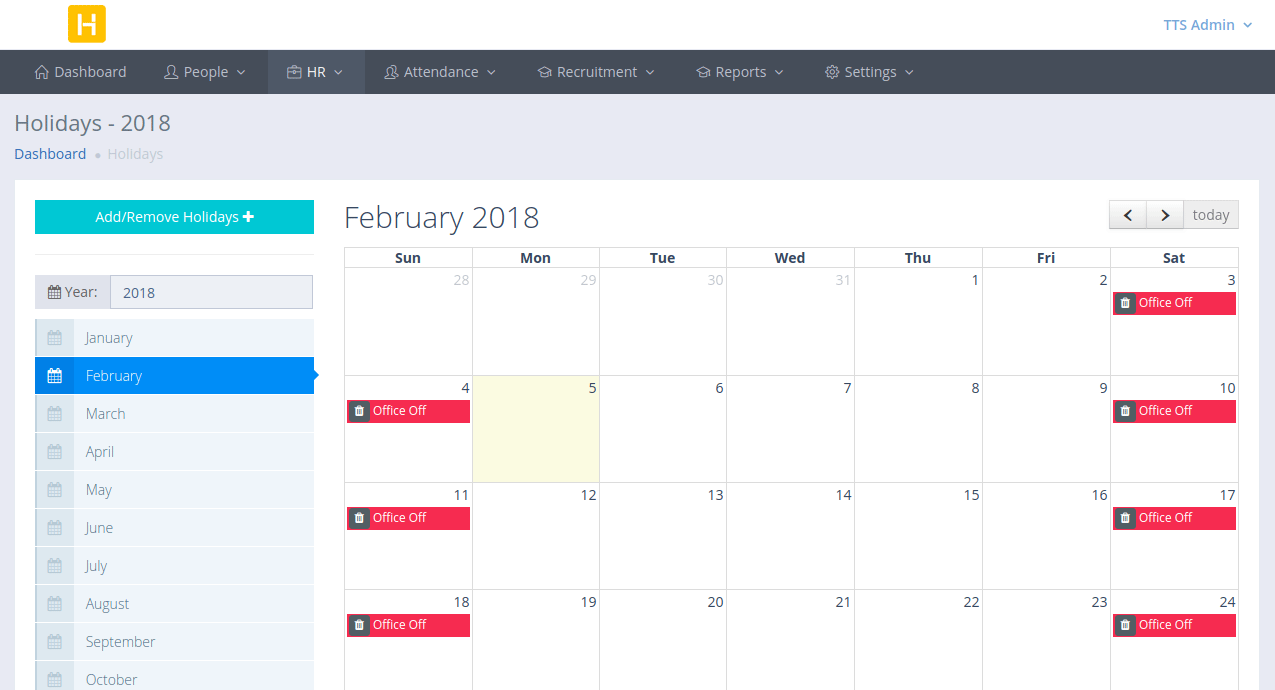 H
TTS Admin
Dashboard People HR Attendance Recruitment Reports Settings
Holidays - 2018
Dashboard Holidays
Add/Remove Holidays
Year: 2018
January
February
March
April
May
June
July
August
September
October
February 2018
today
Sun Mon Tue Wed Thu Fri Sat
28 29 30 31 1 2 3
Office Off
4 5 6 7 8 9 10
Office Off Office Off
11 12 13 14 15 16 17
Office Off Office Off
18 19 20 21 22 23 24
Office Off Office Off